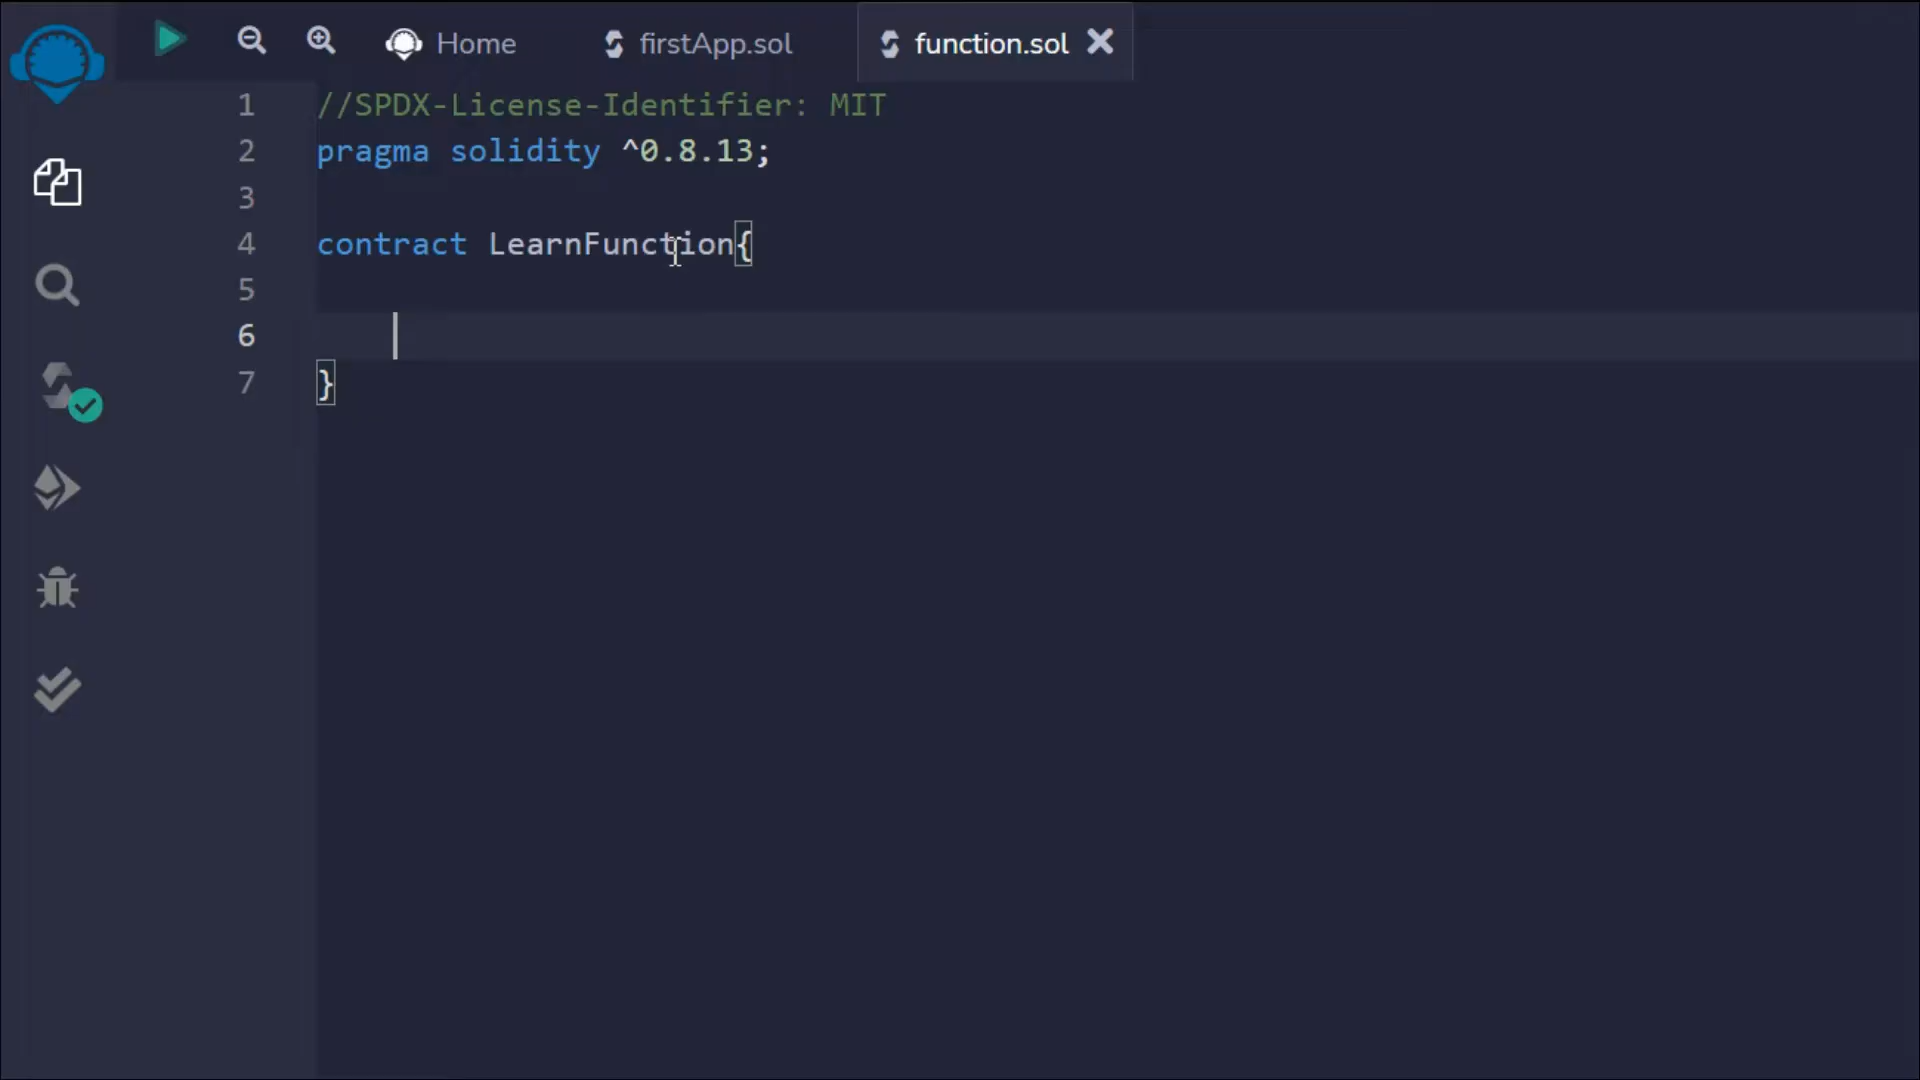 Home firstApp.sol function.sol
1 //SPDX-License-Identifier: MIT
2 pragma solidity ^0.8.13;
3
4 contract LearnFunction{
5
6
7 }